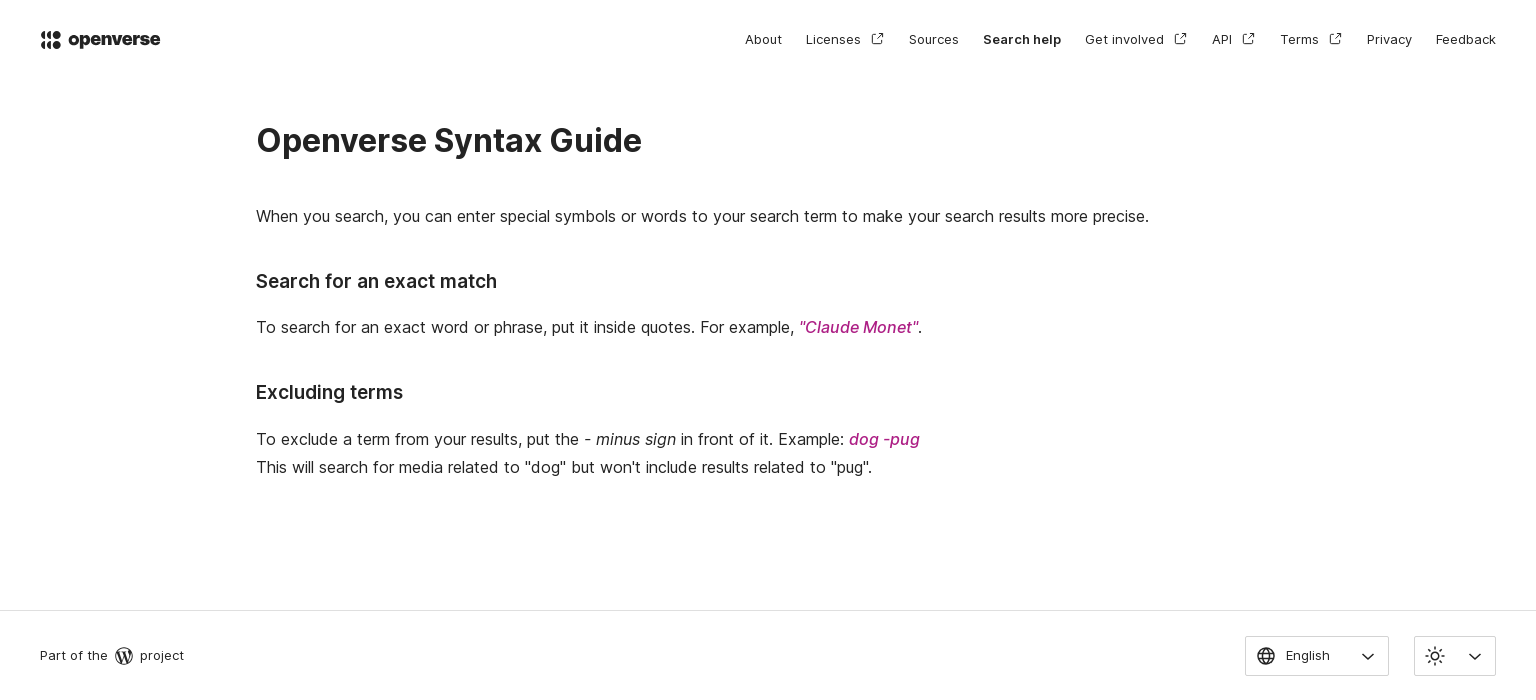 openverse
About Licenses Sources Search help Get involved API Terms Privacy Feedback
Openverse Syntax Guide
When you search, you can enter special symbols or words to your search term to make your search results more precise.
Search for an exact match
To search for an exact word or phrase, put it inside quotes. For example, "Claude Monet".
Excluding terms
To exclude a term from your results, put the - minus sign in front of it. Example: dog -pug
This will search for media related to "dog" but won't include results related to "pug".
Part of the project
English